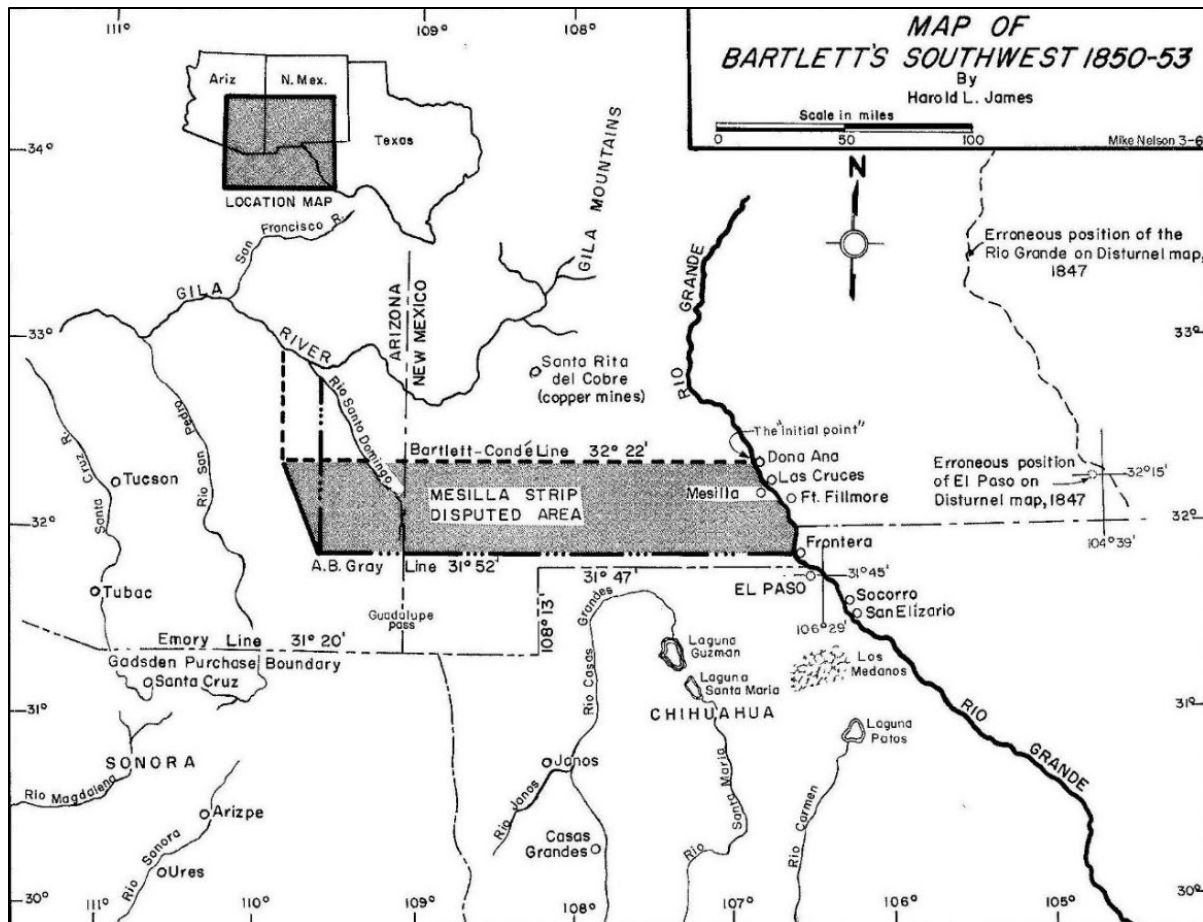 MAP OF
BARTLETT'S SOUTHWEST 1850-53
By
Harold L. James
Scale in miles
0 50 100
Mike Nelson 3-6
111° 109° 108°
Ariz
N. Mex.
Texas
LOCATION MAP
34°
N
San Francisco R.
GILA MOUNTAINS
Erroneous position of the
Rio Grande on Disturnel map,
1847
GILA
RIVER
ARIZONA
NEW MEXICO
RIO GRANDE
33° 33°
Santa Rita
del Cobre
(copper mines)
Rio Santo Domingo
Rio San Pedro
Santa Cruz R.
The "initial point"
Bartlett-Condé Line 32° 22'
Dona Ana
Las Cruces
Mesilla
Ft. Fillmore
Erroneous position
of El Paso on
Disturnel map, 1847
32° 15'
104° 39'
Tucson
MESILLA STRIP
DISPUTED AREA
32° 32°
Frontera
A.B. Gray Line 31° 52'
31° 47'
EL PASO
31° 45'
Tubac
Socorro
San Elizario
108° 13'
106° 29'
Guadalupe
pass
Emory Line 31° 20'
Gadsden Purchase Boundary
Santa Cruz
Laguna
Guzman
Laguna
Santa Maria
Los
Medanos
Rio Casas Grandes
31° 31°
CHIHUAHUA
Laguna
Patos
RIO GRANDE
SONORA
Rio Magdalena
Janos
Rio Janos
Arizpe
Rio Sonora
Ures
Casas
Grandes
Rio Santa Maria
Rio Carmen
30° 30°
111° 110° 109° 108° 107° 106° 105°